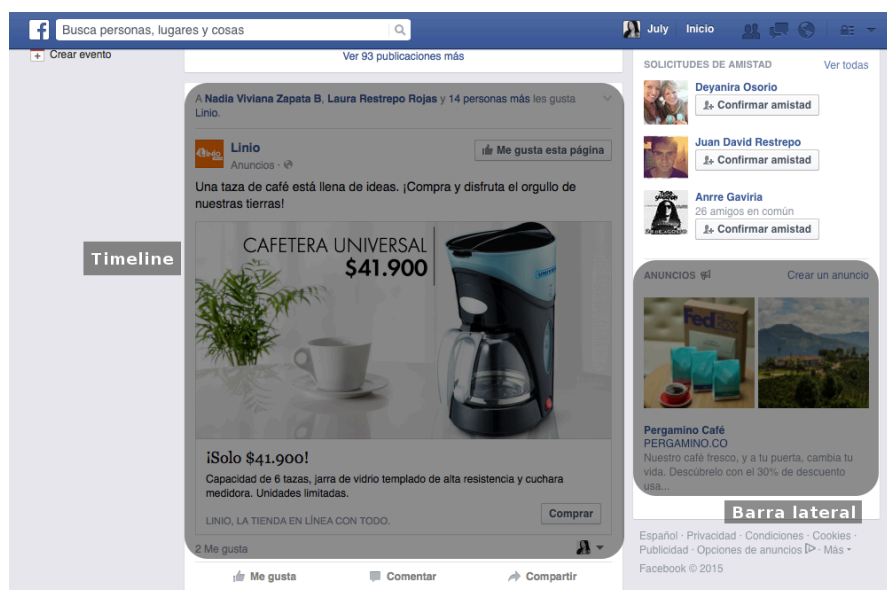 Busca personas, lugares y cosas
July Inicio
Crear evento
Ver 93 publicaciones más
A Nadia Viviana Zapata B, Laura Restrepo Rojas y 14 personas más les gusta
Linio.
Linio
Anuncios ·
Me gusta esta página
Una taza de café está llena de ideas. ¡Compra y disfruta el orgullo de
nuestras tierras!
CAFETERA UNIVERSAL
$41.900
¡Solo $41.900!
Capacidad de 6 tazas, jarra de vidrio templado de alta resistencia y cuchara
medidora. Unidades limitadas.
LINIO, LA TIENDA EN LÍNEA CON TODO.
Comprar
2 Me gusta
Me gusta
Comentar
Compartir
Timeline
SOLICITUDES DE AMISTAD
Ver todas
Deyanira Osorio
Confirmar amistad
Juan David Restrepo
Confirmar amistad
Anrre Gaviria
26 amigos en común
Confirmar amistad
ANUNCIOS
Crear un anuncio
FedEx
Pergamino Café
PERGAMINO.CO
Nuestro café fresco, y a tu puerta, cambia tu
vida. Descúbrelo con el 30% de descuento
usa...
Barra lateral
Español · Privacidad · Condiciones · Cookies ·
Publicidad · Opciones de anuncios · Más
Facebook © 2015